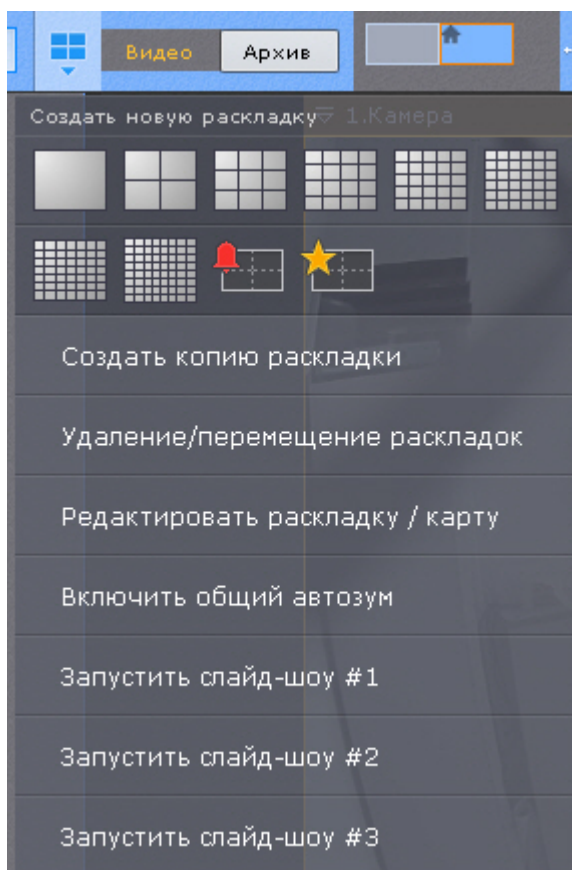 Видео Архив
Создать новую раскладку 1.Камера
Создать копию раскладки
Удаление/перемещение раскладок
Редактировать раскладку / карту
Включить общий автозум
Запустить слайд-шоу #1
Запустить слайд-шоу #2
Запустить слайд-шоу #3